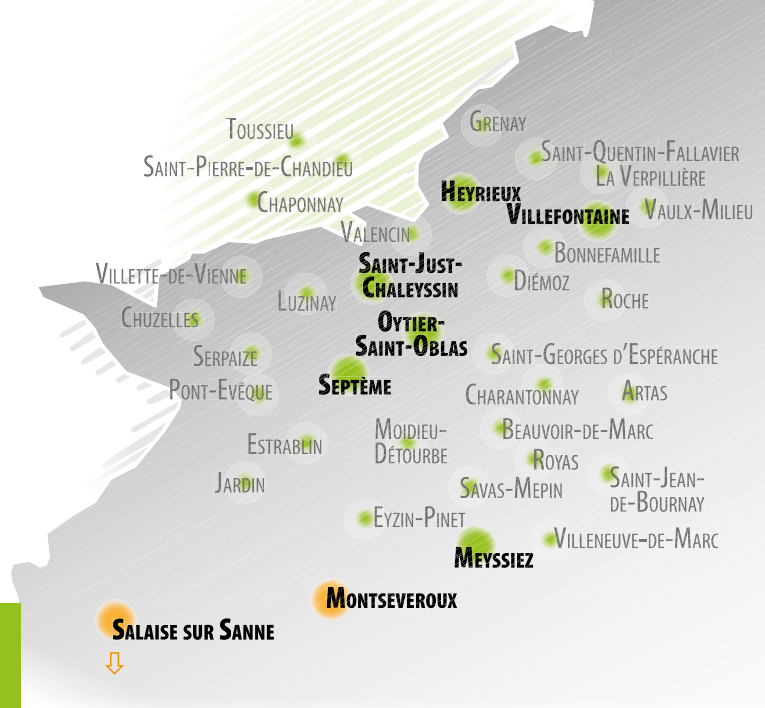 GRENAY
TOUSSIEU
SAINT-QUENTIN-FALLAVIER
SAINT-PIERRE-DE-CHANDIEU
LA VERPILLIÈRE
HEYRIEUX
CHAPONNAY
VILLEFONTAINE
VAULX-MILIEU
VALENCIN
BONNEFAMILLE
SAINT-JUST-
CHALEYSSIN
VILLETTE-DE-VIENNE
DIÉMOZ
LUZINAY
ROCHE
CHUZELLES
OYTIER-
SAINT-OBLAS
SERPAIZE
SAINT-GEORGES D'ESPÉRANCHE
SEPTÈME
PONT-EVÊQUE
CHARANTONNAY
ARTAS
MOIDIEU-
DÉTOURBE
BEAUVOIR-DE-MARC
ESTRABLIN
ROYAS
JARDIN
SAVAS-MEPIN
SAINT-JEAN-
DE-BOURNAY
EYZIN-PINET
VILLENEUVE-DE-MARC
MEYSSIEZ
MONTSEVEROUX
SALAISE SUR SANNE